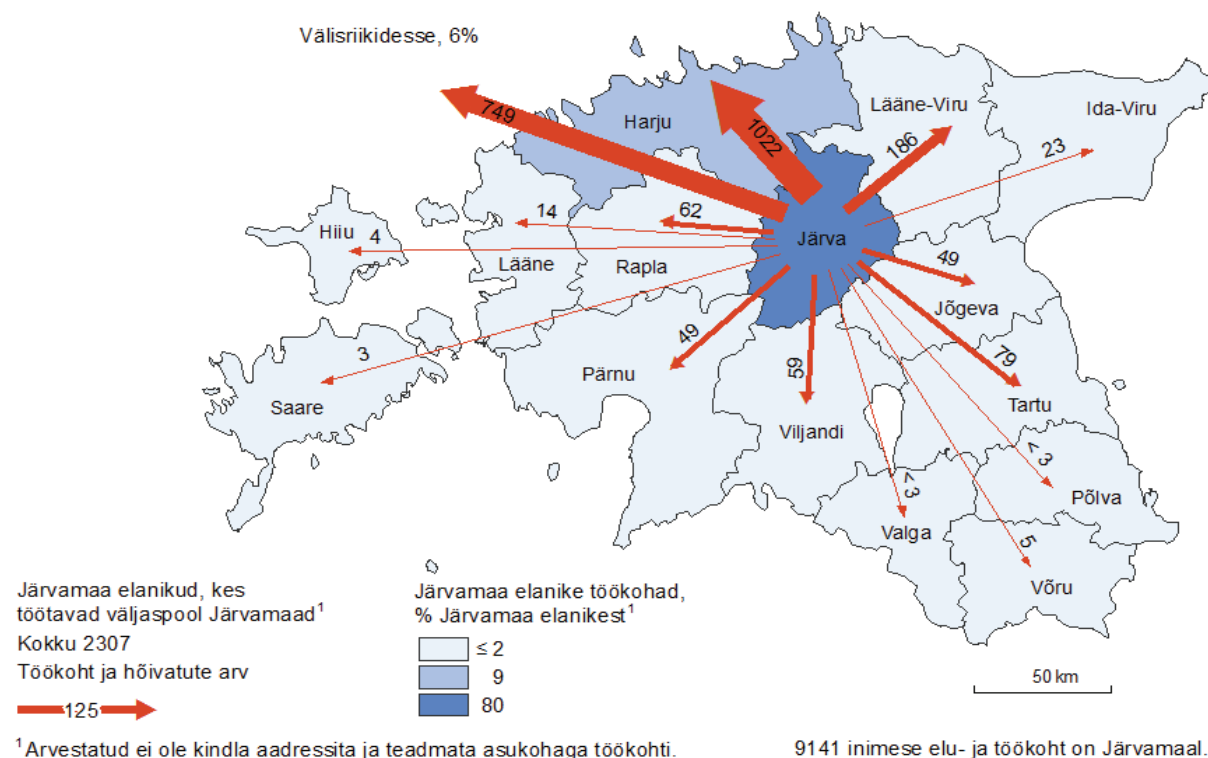 Välisriikidesse, 6%
749
1022
Harju
Lääne-Viru
Ida-Viru
186
23
62
14
4
Hiiu
Lääne
Rapla
Järva
49
Jõgeva
3
Saare
49
Pärnu
59
Viljandi
79
Tartu
< 3
Põlva
< 3
Valga
5
Võru
Järvamaa elanikud, kes
töötavad väljaspool Järvamaad¹
Kokku 2307
Töökoht ja hõivatute arv
125
Järvamaa elanike töökohad,
% Järvamaa elanikest¹
≤ 2
9
80
50 km
¹Arvestatud ei ole kindla aadressita ja teadmata asukohaga töökohti.
9141 inimese elu- ja töökoht on Järvamaal.